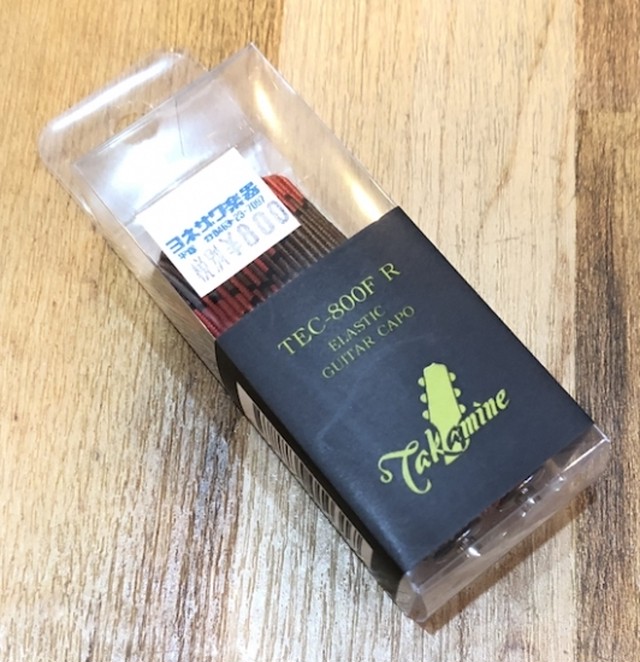 ヨネザワ楽器
TEC-800F R
ELASTIC
GUITAR CAPO
Takamine